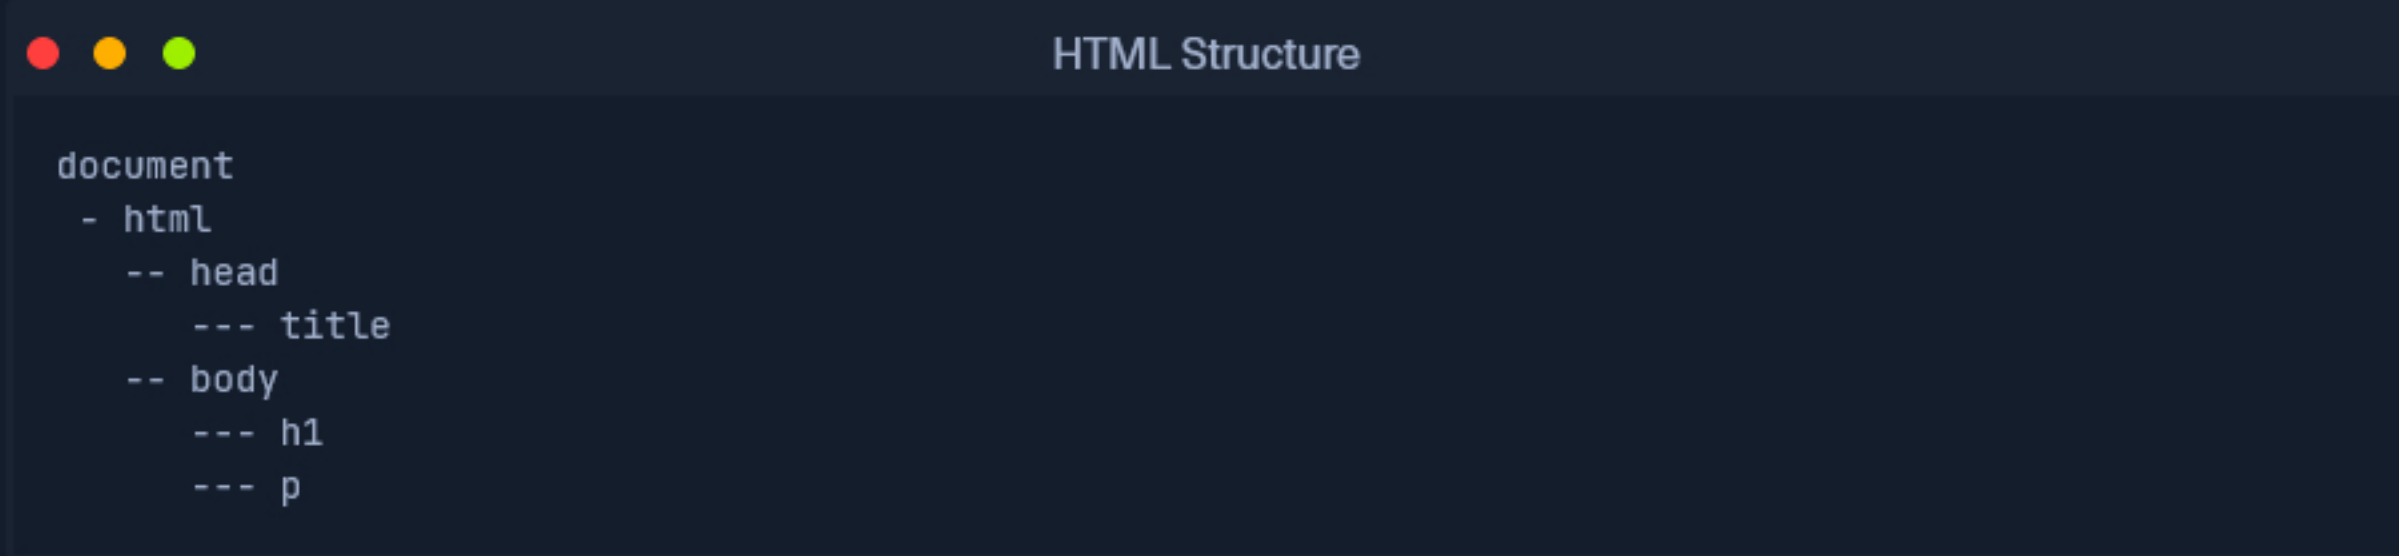 HTML Structure
document
 - html
   -- head
      --- title
   -- body
      --- h1
      --- p